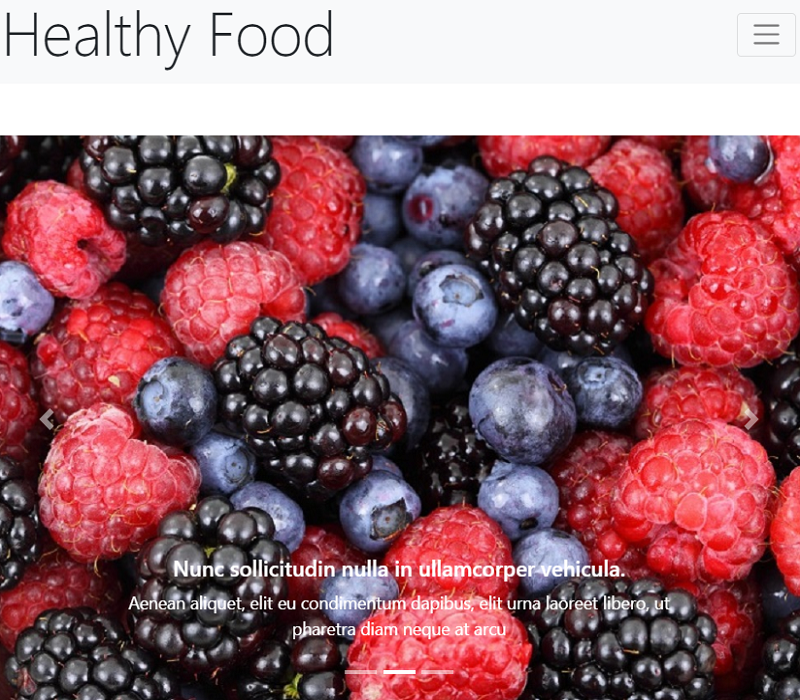 Healthy Food
Nunc sollicitudin nulla in ullamcorper vehicula.
Aenean aliquet, elit eu condimentum dapibus, elit urna laoreet libero, ut
pharetra diam neque at arcu